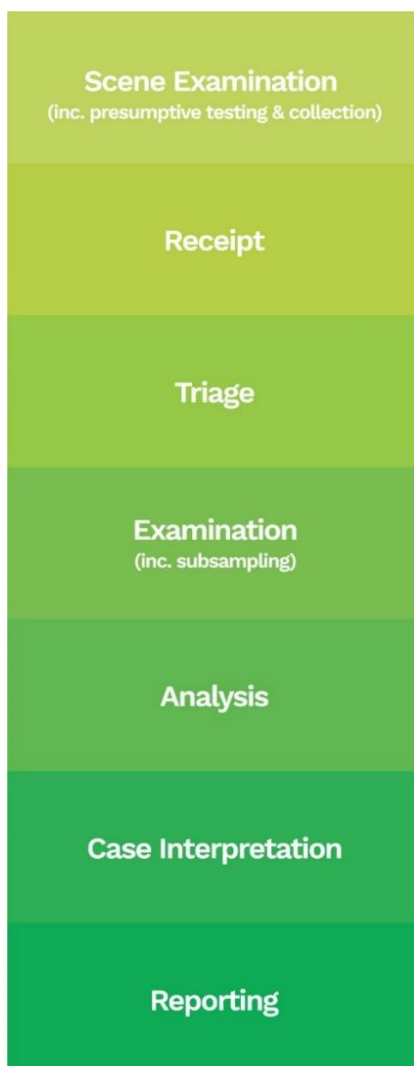 Scene Examination
(inc. presumptive testing & collection)
Receipt
Triage
Examination
(inc. subsampling)
Analysis
Case Interpretation
Reporting